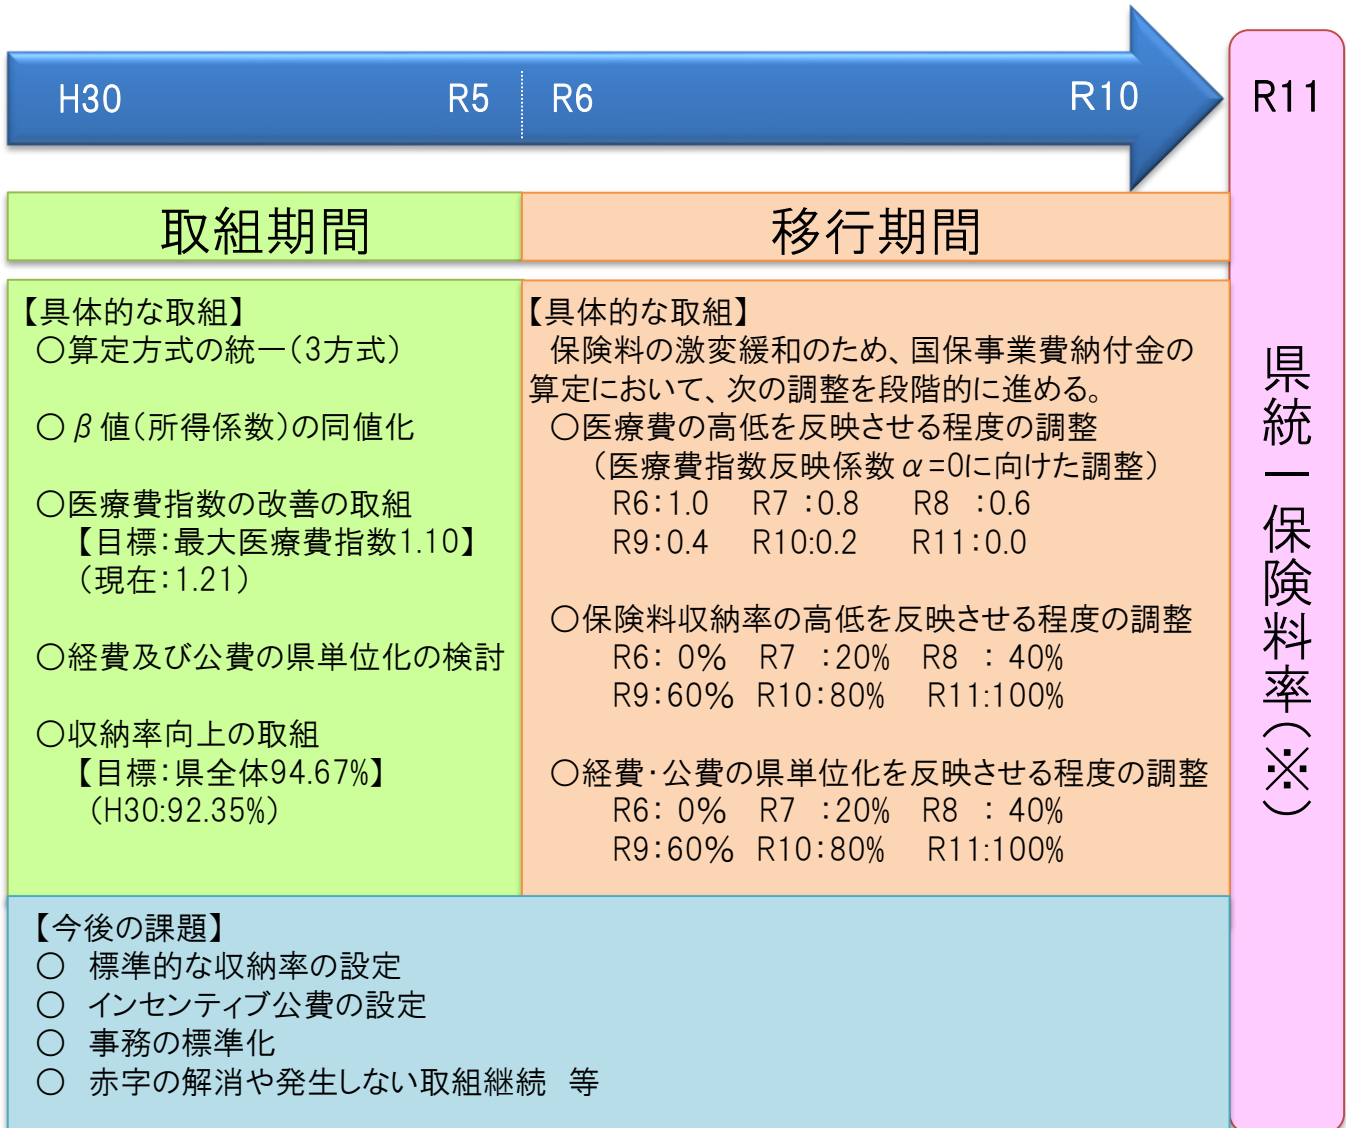 H30 R5 R6 R10 R11
取組期間
移行期間
【具体的な取組】
○算定方式の統一(3方式)
○β値(所得係数)の同値化
○医療費指数の改善の取組
【目標:最大医療費指数1.10】
(現在:1.21)
○経費及び公費の県単位化の検討
○収納率向上の取組
【目標:県全体94.67%】
(H30:92.35%)
【具体的な取組】
保険料の激変緩和のため、国保事業費納付金の
算定において、次の調整を段階的に進める。
○医療費の高低を反映させる程度の調整
(医療費指数反映係数α=0に向けた調整)
R6:1.0 R7 :0.8 R8 :0.6
R9:0.4 R10:0.2 R11:0.0
○保険料収納率の高低を反映させる程度の調整
R6: 0% R7 :20% R8 : 40%
R9:60% R10:80% R11:100%
○経費・公費の県単位化を反映させる程度の調整
R6: 0% R7 :20% R8 : 40%
R9:60% R10:80% R11:100%
県統一保険料率(※)
【今後の課題】
○ 標準的な収納率の設定
○ インセンティブ公費の設定
○ 事務の標準化
○ 赤字の解消や発生しない取組継続 等